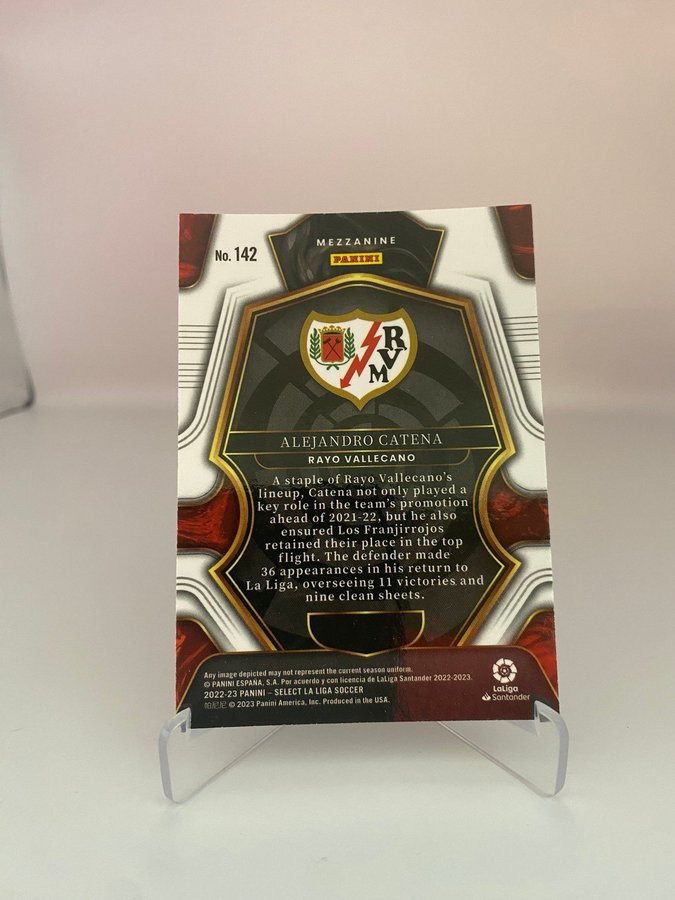 MEZZANINE
PANINI
No. 142
RVM
ALEJANDRO CATENA
RAYO VALLECANO
A staple of Rayo Vallecano's
lineup, Catena not only played a
key role in the team's promotion
ahead of 2021-22, but he also
ensured Los Franjirrojos
retained their place in the top
flight. The defender made
36 appearances in his return to
La Liga, overseeing 11 victories and
nine clean sheets.
Any image depicted may not represent the current season uniform.
© PANINI ESPAÑA, S.A. Por acuerdo y con licencia de LaLiga Santander 2022-2023.
2022-23 PANINI – SELECT LA LIGA SOCCER
帕尼尼 © 2023 Panini America, Inc. Produced in the USA.
LaLiga
Santander